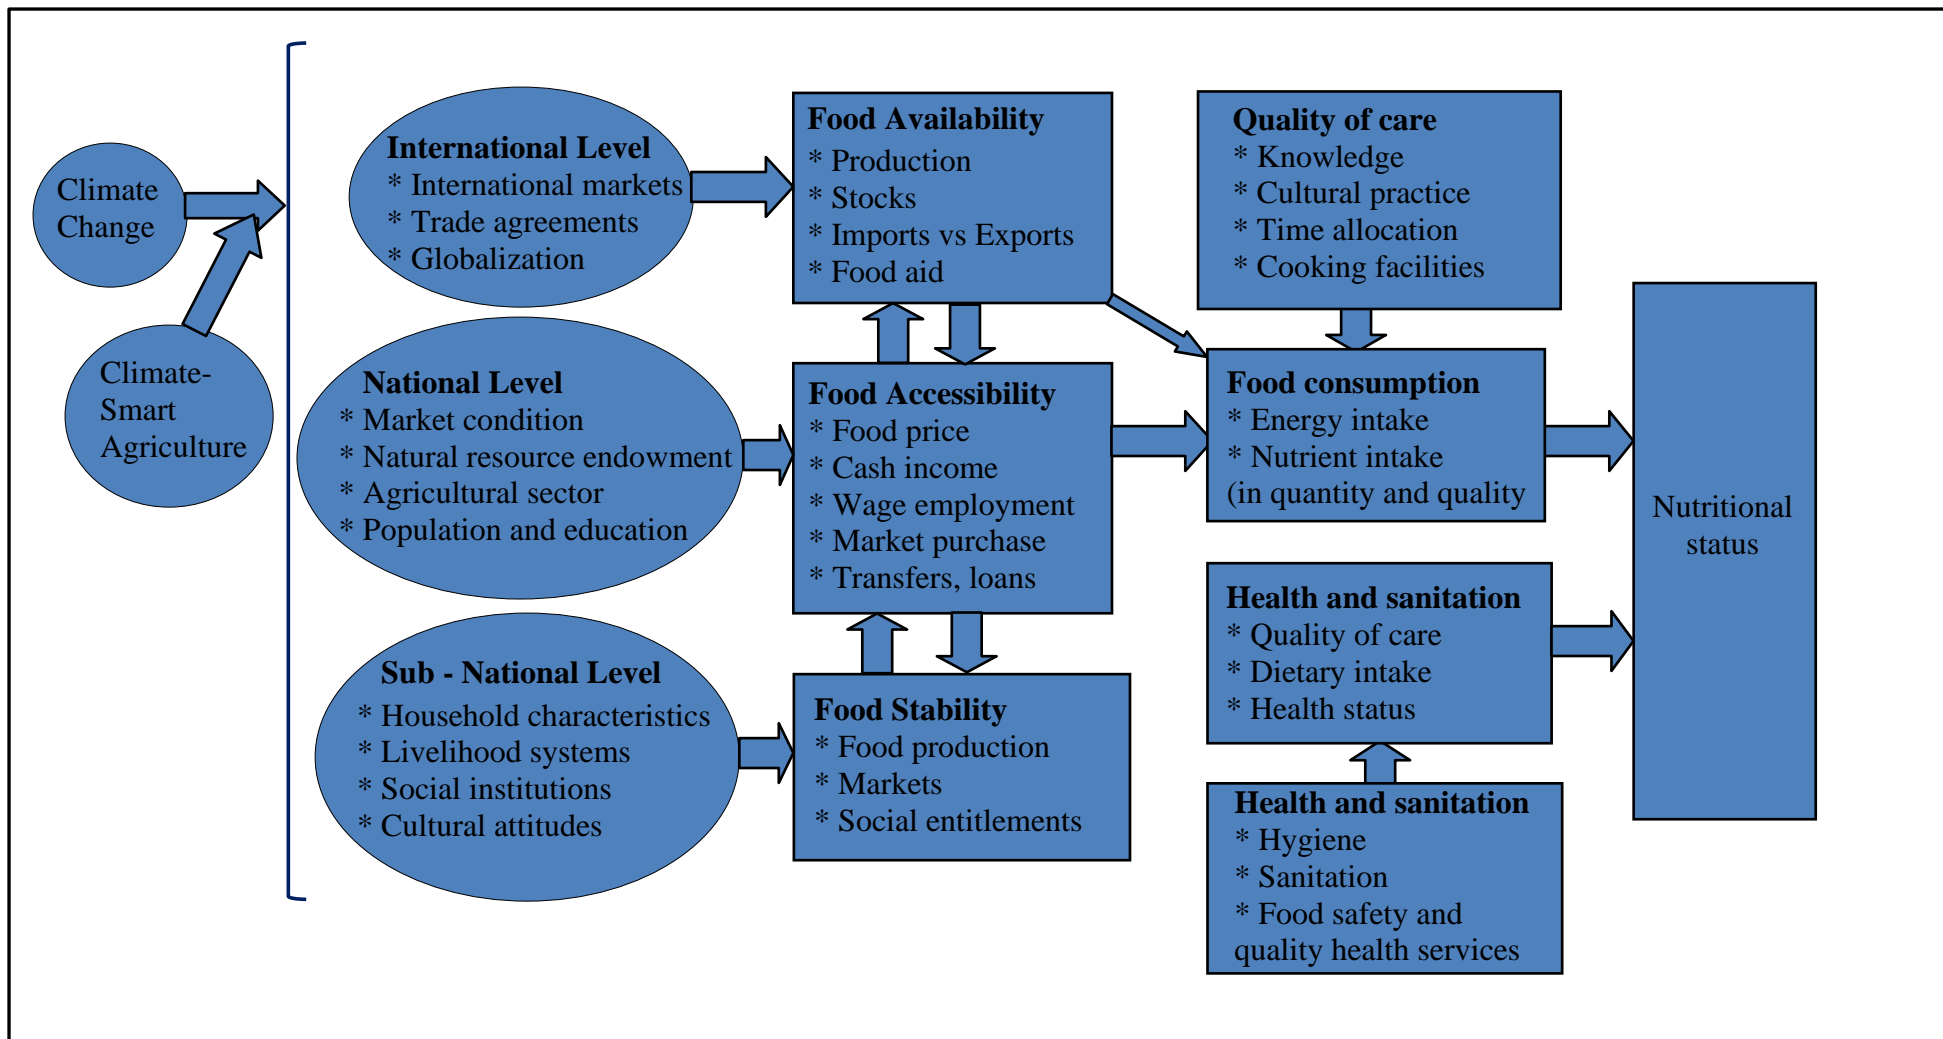 Climate
Change
Climate-
Smart
Agriculture
International Level
* International markets
* Trade agreements
* Globalization
National Level
* Market condition
* Natural resource endowment
* Agricultural sector
* Population and education
Sub - National Level
* Household characteristics
* Livelihood systems
* Social institutions
* Cultural attitudes
Food Availability
* Production
* Stocks
* Imports vs Exports
* Food aid
Food Accessibility
* Food price
* Cash income
* Wage employment
* Market purchase
* Transfers, loans
Food Stability
* Food production
* Markets
* Social entitlements
Quality of care
* Knowledge
* Cultural practice
* Time allocation
* Cooking facilities
Food consumption
* Energy intake
* Nutrient intake
(in quantity and quality
Health and sanitation
* Quality of care
* Dietary intake
* Health status
Health and sanitation
* Hygiene
* Sanitation
* Food safety and
quality health services
Nutritional
status